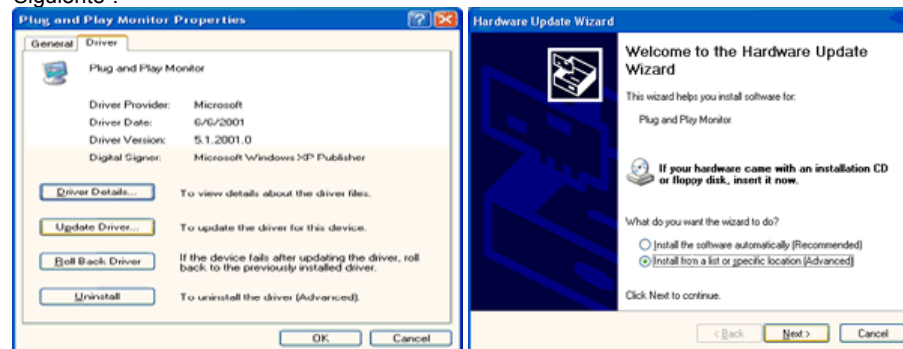 Siguiente".
Plug and Play Monitor Properties
General
Driver
Plug and Play Monitor
Driver Provider: Microsoft
Driver Date: 6/6/2001
Driver Version: 5.1.2001.0
Digital Signer: Microsoft Windows XP Publisher
Driver Details...
To view details about the driver files.
Update Driver...
To update the driver for this device.
Roll Back Driver
If the device fails after updating the driver, roll
back to the previously installed driver.
Uninstall
To uninstall the driver (Advanced).
OK
Cancel
Hardware Update Wizard
Welcome to the Hardware Update
Wizard
This wizard helps you install software for:
Plug and Play Monitor
If your hardware came with an installation CD
or floppy disk, insert it now.
What do you want the wizard to do?
Install the software automatically (Recommended)
Install from a list or specific location (Advanced)
Click Next to continue.
< Back
Next >
Cancel